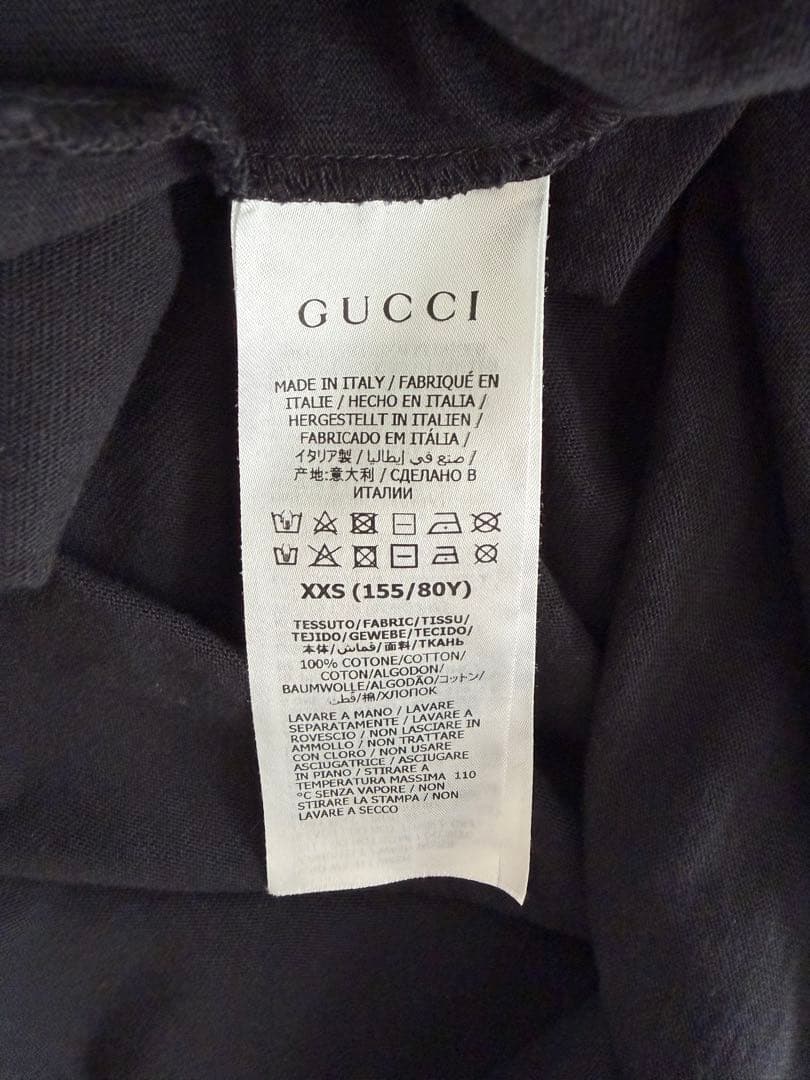 GUCCI
MADE IN ITALY / FABRIQUÉ EN
ITALIE / HECHO EN ITALIA /
HERGESTELLT IN ITALIEN /
FABRICADO EM ITÁLIA /
イタリア製 / صنع في إيطاليا /
产地:意大利 / СДЕЛАНО В
ИТАЛИИ
XXS (155/80Y)
TESSUTO/FABRIC/TISSU/
TEJIDO/GEWEBE/TECIDO/
本体/قماش/面料/ТКАНЬ
100% COTONE/COTTON/
COTON/ALGODON/
BAUMWOLLE/ALGODÃO/コットン/
قطن/棉/ХЛОПОК
LAVARE A MANO / LAVARE
SEPARATAMENTE / LAVARE A
ROVESCIO / NON LASCIARE IN
AMMOLLO / NON TRATTARE
CON CLORO / NON USARE
ASCIUGATRICE / ASCIUGARE
IN PIANO / STIRARE A
TEMPERATURA MASSIMA 110
°C SENZA VAPORE / NON
STIRARE LA STAMPA / NON
LAVARE A SECCO